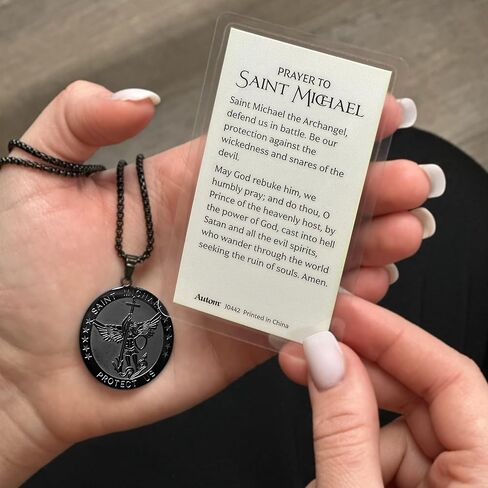 PRAYER TO
SAINT MICHAEL
Saint Michael the Archangel,
defend us in battle. Be our
protection against the
wickedness and snares of the
devil.
May God rebuke him, we
humbly pray; and do thou, O
Prince of the heavenly host, by
the power of God, cast into hell
Satan and all the evil spirits,
who wander through the world
seeking the ruin of souls. Amen.
Autom J0442 Printed in China
SAINT MICHAEL
PROTECT US